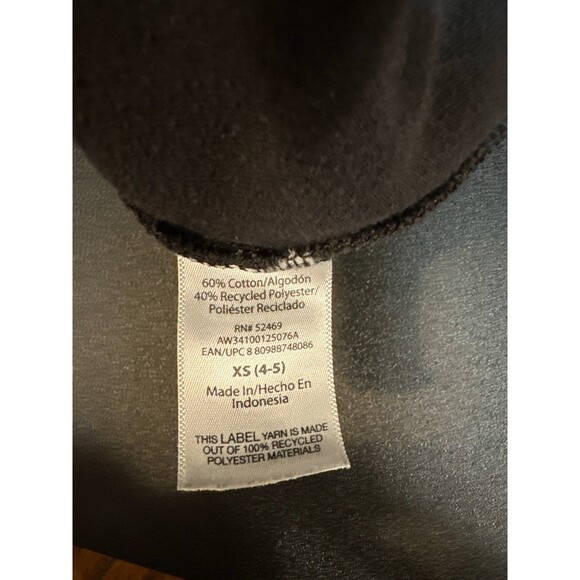 60% Cotton/Algodón
40% Recycled Polyester/
Poliéster Reciclado
RN# 52469
AW34100125076A
EAN/UPC 8 80988748086
XS (4-5)
Made In/Hecho En
Indonesia
THIS LABEL YARN IS MADE
OUT OF 100% RECYCLED
POLYESTER MATERIALS